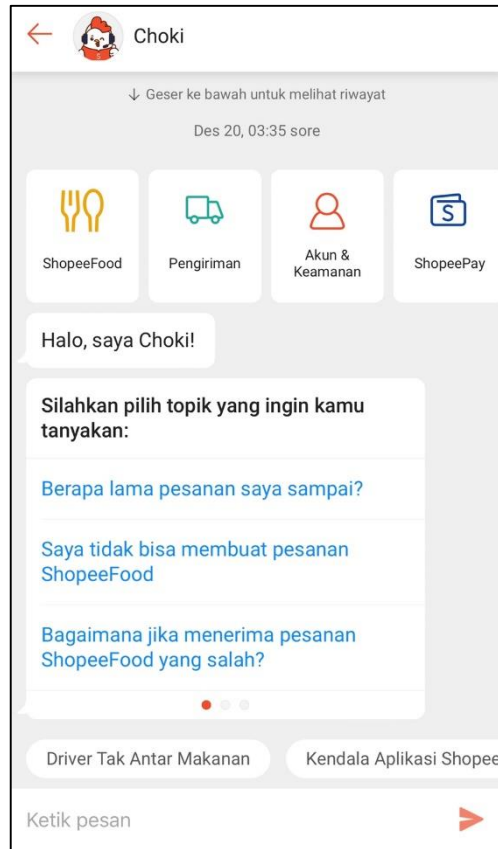 Choki
↓ Geser ke bawah untuk melihat riwayat
Des 20, 03:35 sore
ShopeeFood
Pengiriman
Akun &
Keamanan
S
ShopeePay
Halo, saya Choki!
Silahkan pilih topik yang ingin kamu
tanyakan:
Berapa lama pesanan saya sampai?
Saya tidak bisa membuat pesanan
ShopeeFood
Bagaimana jika menerima pesanan
ShopeeFood yang salah?
Driver Tak Antar Makanan
Kendala Aplikasi Shopee
Ketik pesan